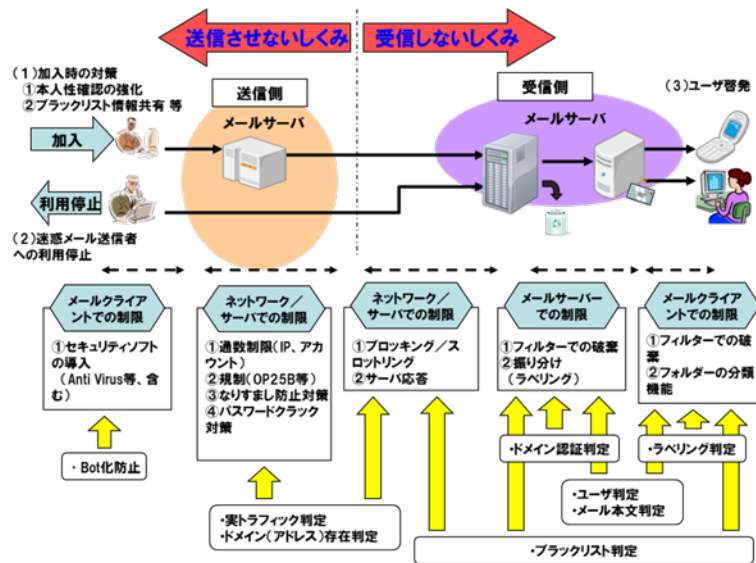 送信させないしくみ
受信しないしくみ
(1)加入時の対策
①本人性確認の強化
②ブラックリスト情報共有 等
送信側
メールサーバ
受信側
メールサーバ
(3)ユーザ啓発
加入
利用停止
(2)迷惑メール送信者
への利用停止
メールクライア
ントでの制限
①セキュリティソフト
の導入
(Anti Virus等、含
む)
ネットワーク/
サーバでの制限
①通数制限(IP、アカ
ウント)
②規制(OP25B等)
③なりすまし防止対策
④パスワードクラック
対策
ネットワーク/
サーバでの制限
①ブロッキング/ス
ロットリング
②サーバ応答
メールサーバー
での制限
①フィルターでの破棄
②振り分け
(ラベリング)
メールクライア
ントでの制限
①フィルターでの破
棄
②フォルダーの分類
機能
・Bot化防止
・ドメイン認証判定
・ラベリング判定
・ユーザ判定
・メール本文判定
・実トラフィック判定
・ドメイン(アドレス)存在判定
・ブラックリスト判定